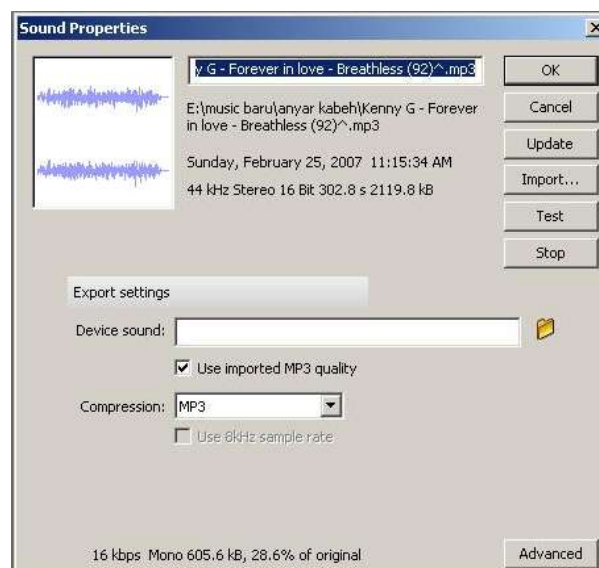 Sound Properties
y G - Forever in love - Breathless (92)^.mp3
OK
E:\music baru\anyar kabeh\Kenny G - Forever
in love - Breathless (92)^.mp3
Cancel
Update
Sunday, February 25, 2007 11:15:34 AM
44 kHz Stereo 16 Bit 302.8 s 2119.8 kB
Import...
Test
Stop
Export settings
Device sound:
Use imported MP3 quality
Compression: MP3
Use 8kHz sample rate
16 kbps Mono 605.6 kB, 28.6% of original
Advanced